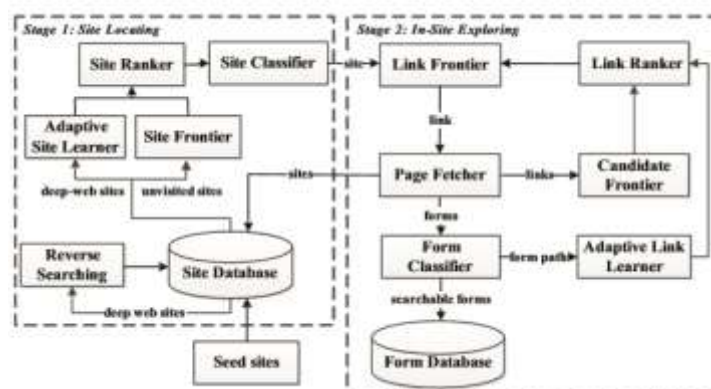 Stage 1: Site Locating
Site Ranker
Site Classifier
site
Adaptive
Site Learner
Site Frontier
deep-web sites
unvisited sites
sites
Reverse
Searching
Site Database
deep web sites
Seed sites
Stage 2: In-Site Exploring
Link Frontier
Link Ranker
link
Page Fetcher
links
Candidate
Frontier
forms
Form
Classifier
form path
Adaptive Link
Learner
searchable forms
Form Database